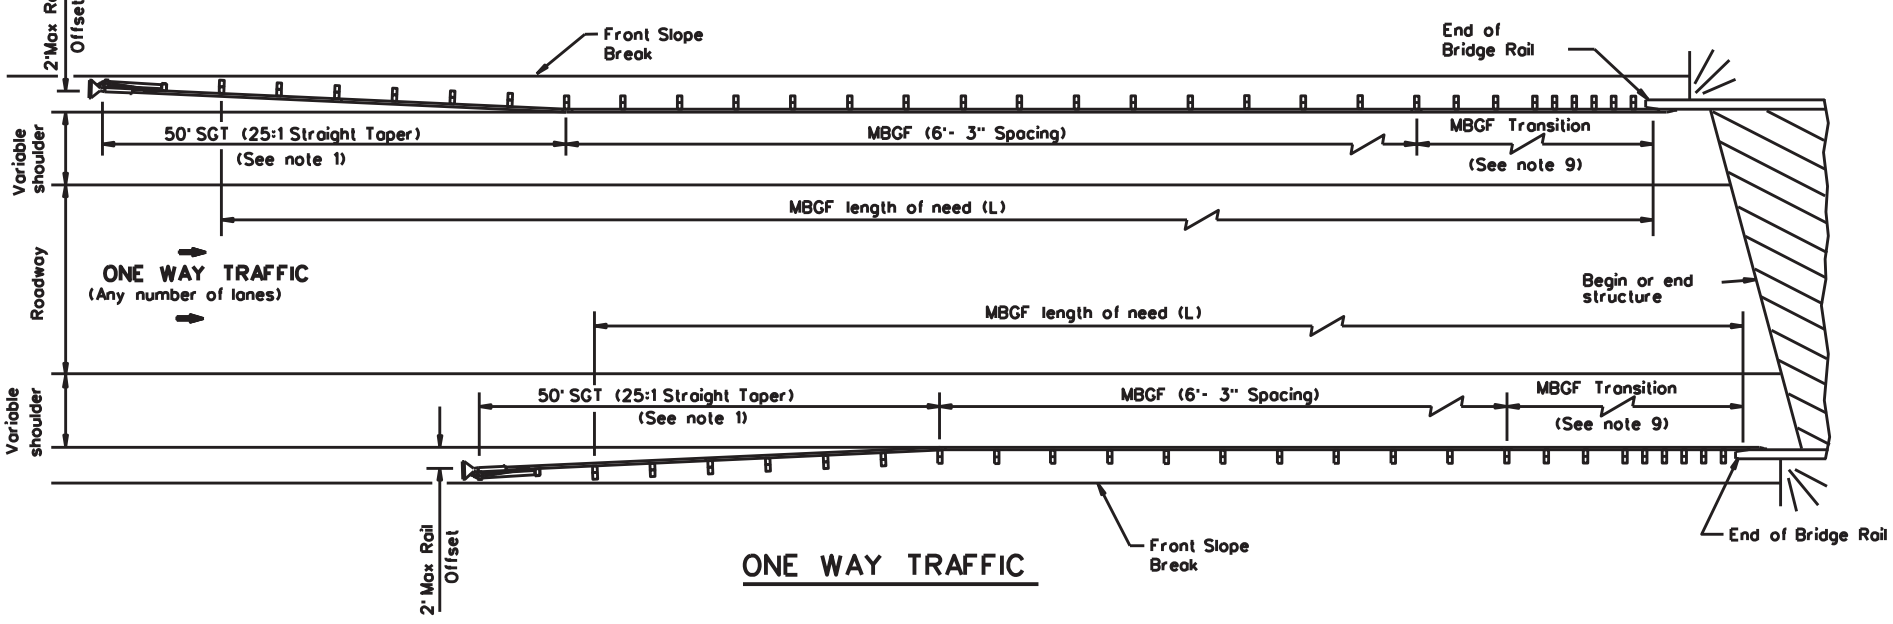 2'Max R
Offset
Front Slope
Break
End of
Bridge Rail
50' SGT (25:1 Straight Taper)
(See note 1)
MBGF (6'- 3" Spacing)
MBGF Transition
(See note 9)
Variable
shoulder
MBGF length of need (L)
Roadway
ONE WAY TRAFFIC
(Any number of lanes)
Begin or end
structure
MBGF length of need (L)
Variable
shoulder
50' SGT (25:1 Straight Taper)
(See note 1)
MBGF (6'- 3" Spacing)
MBGF Transition
(See note 9)
2' Max Rail
Offset
Front Slope
Break
End of Bridge Rail
ONE WAY TRAFFIC